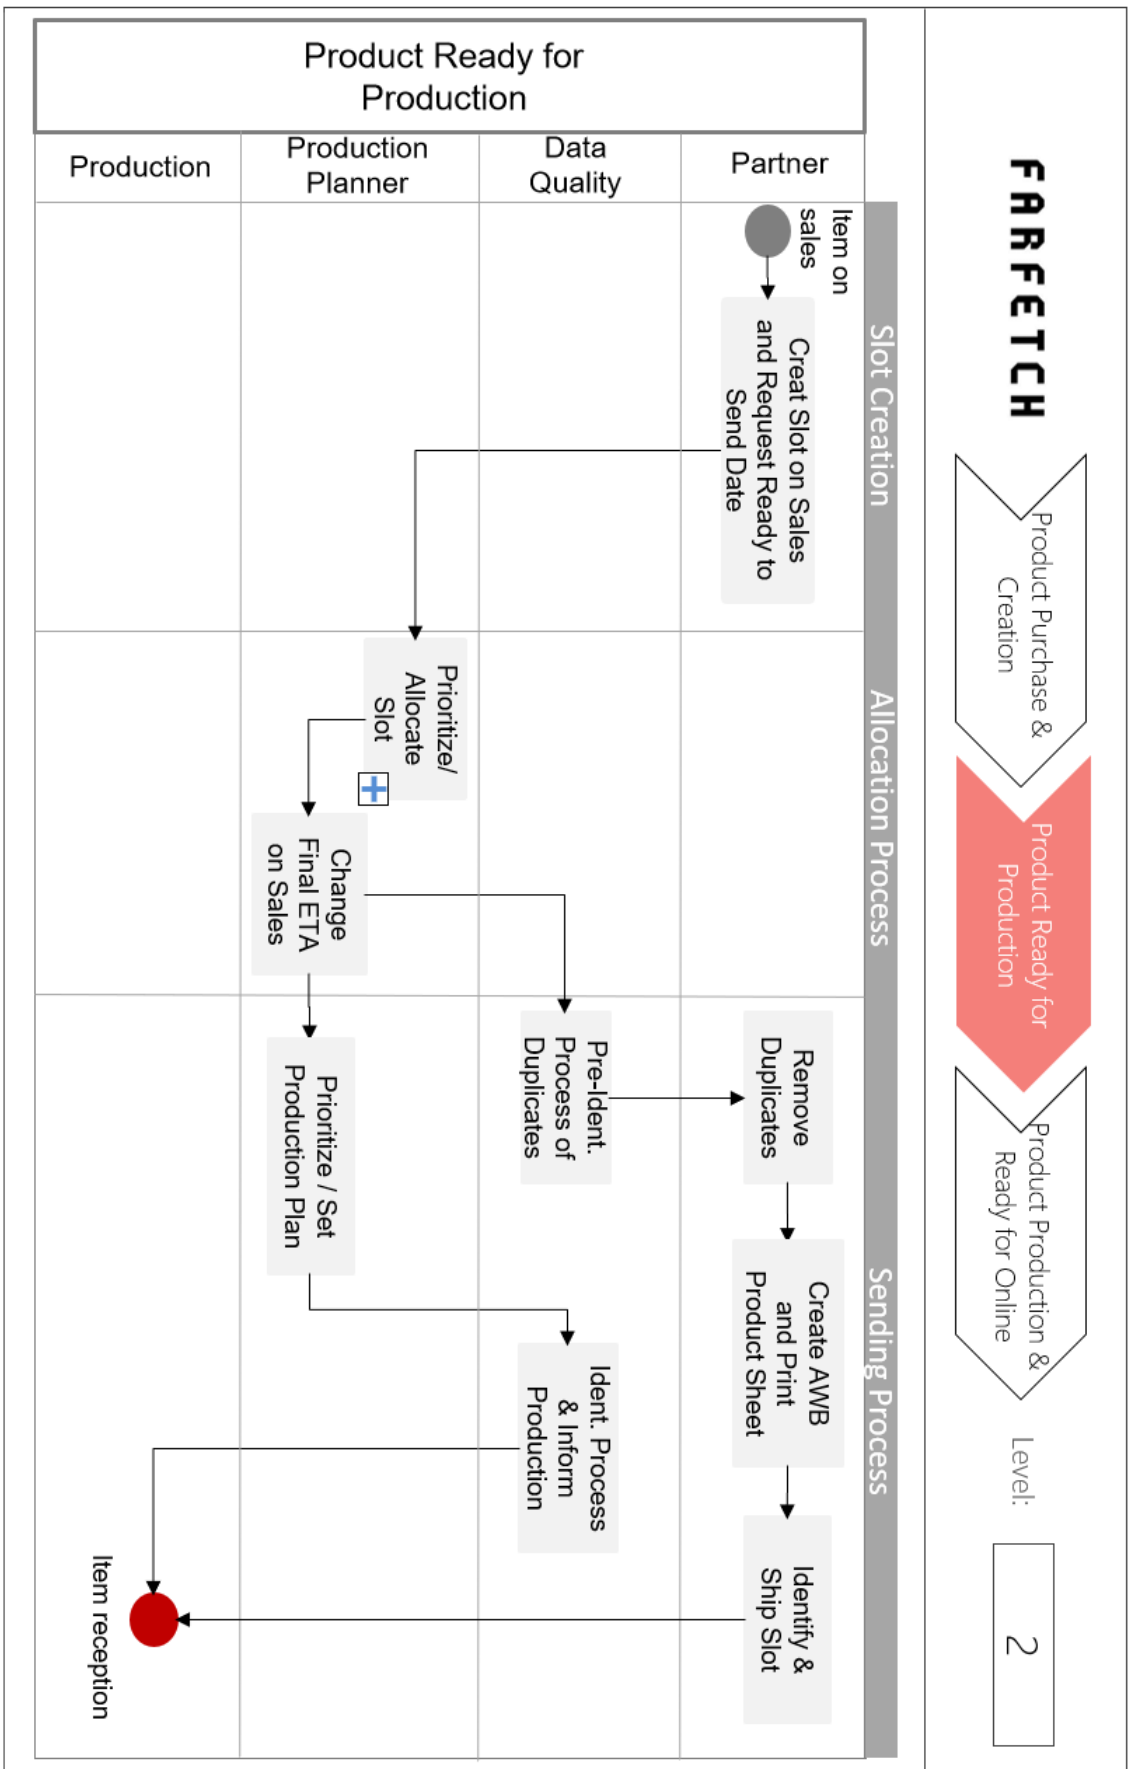 FARFETCH
Product Purchase &
Creation
Product Ready for
Production
Product Production &
Ready for Online
Level:
2
Product Ready for
Production
Partner
Data
Quality
Production
Planner
Production
Slot Creation
Allocation Process
Sending Process
Item on
sales
Creat Slot on Sales
and Request Ready to
Send Date
Prioritize/
Allocate
Slot
Change
Final ETA
on Sales
Pre-Ident.
Process of
Duplicates
Remove
Duplicates
Create AWB
and Print
Product Sheet
Identify &
Ship Slot
Prioritize / Set
Production Plan
Ident. Process
& Inform
Production
Item reception